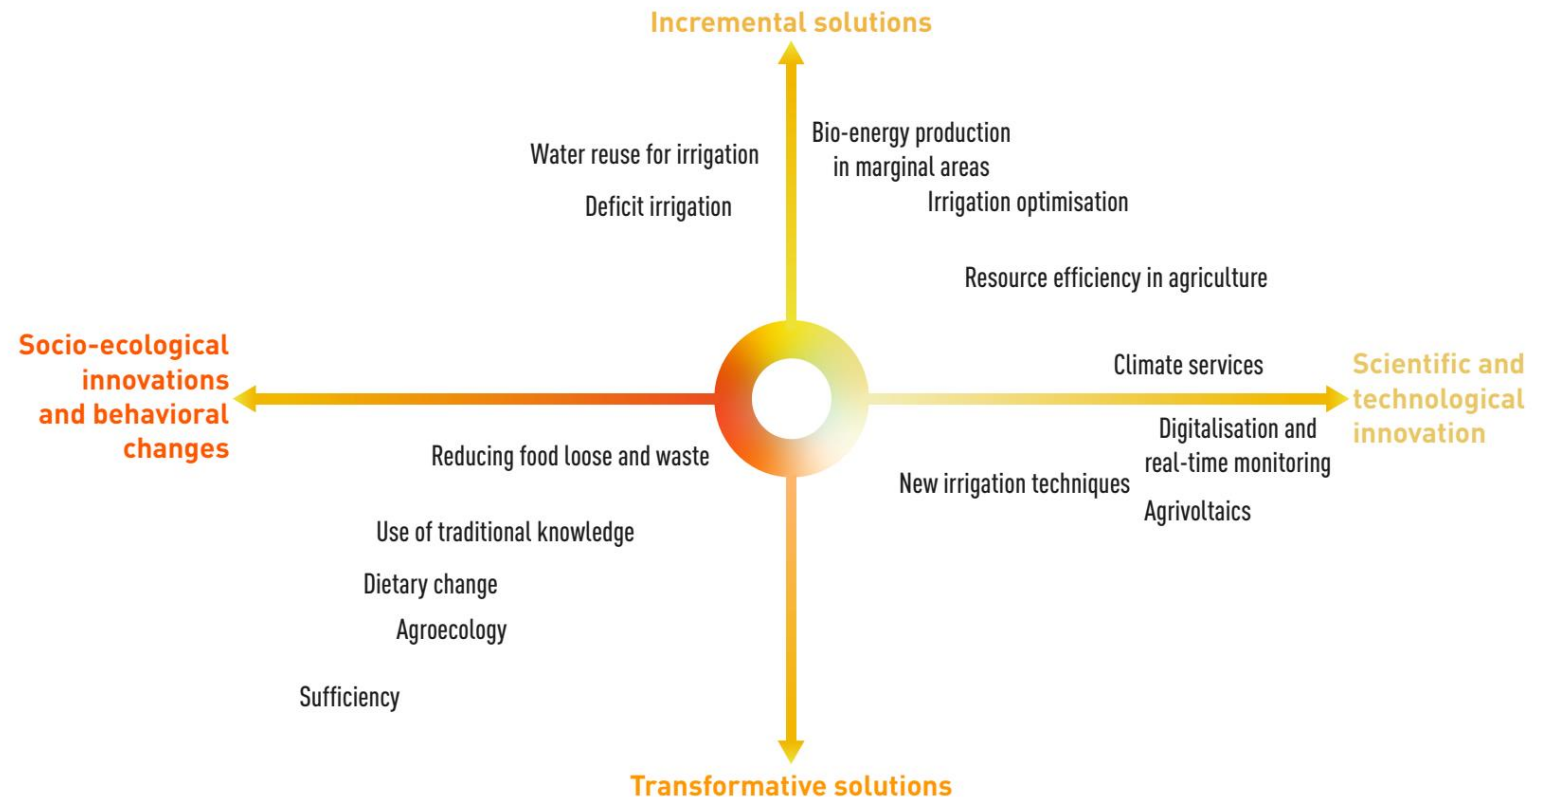 Incremental solutions
Bio-energy production
in marginal areas
Water reuse for irrigation
Irrigation optimisation
Deficit irrigation
Resource efficiency in agriculture
Socio-ecological
innovations
and behavioral
changes
Climate services
Scientific and
technological
innovation
Digitalisation and
real-time monitoring
Reducing food loose and waste
New irrigation techniques
Agrivoltaics
Use of traditional knowledge
Dietary change
Agroecology
Sufficiency
Transformative solutions